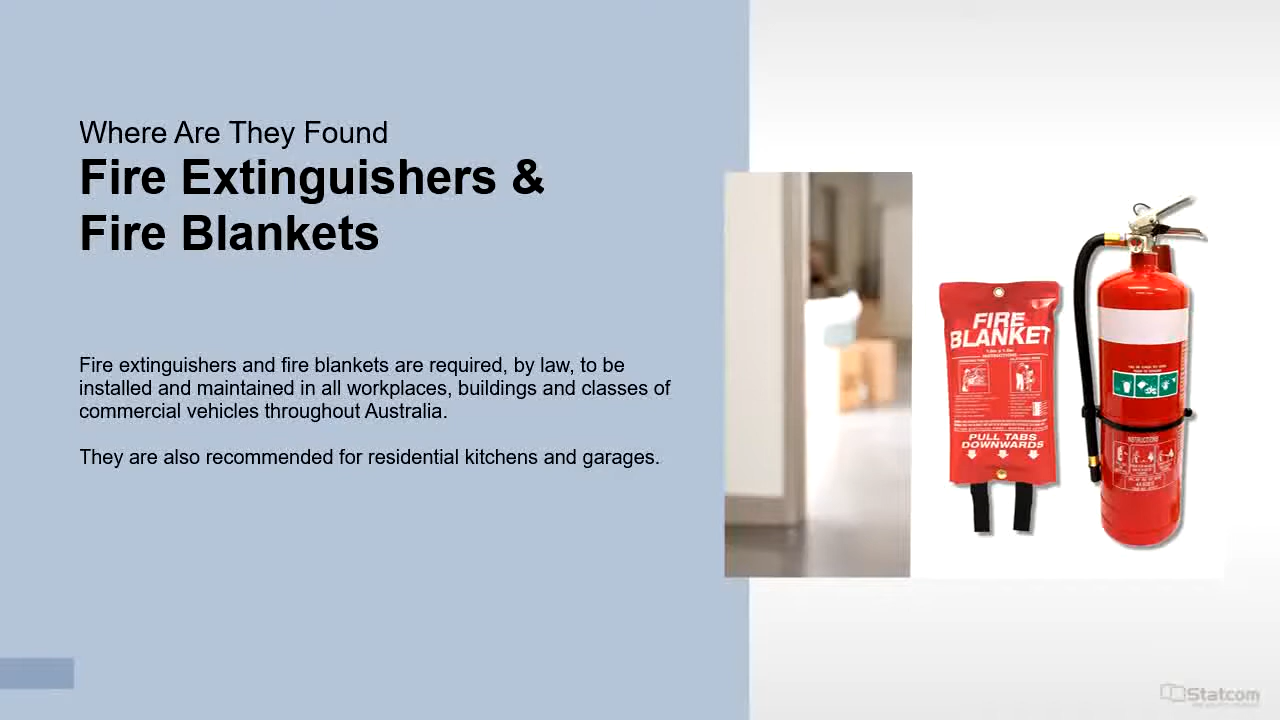 Where Are They Found
Fire Extinguishers &
Fire Blankets
Fire extinguishers and fire blankets are required, by law, to be
installed and maintained in all workplaces, buildings and classes of
commercial vehicles throughout Australia.
They are also recommended for residential kitchens and garages.
FIRE
BLANKET
INSTRUCTIONS
PULL TABS
DOWNWARDS
INSTRUCTIONS
Statcom